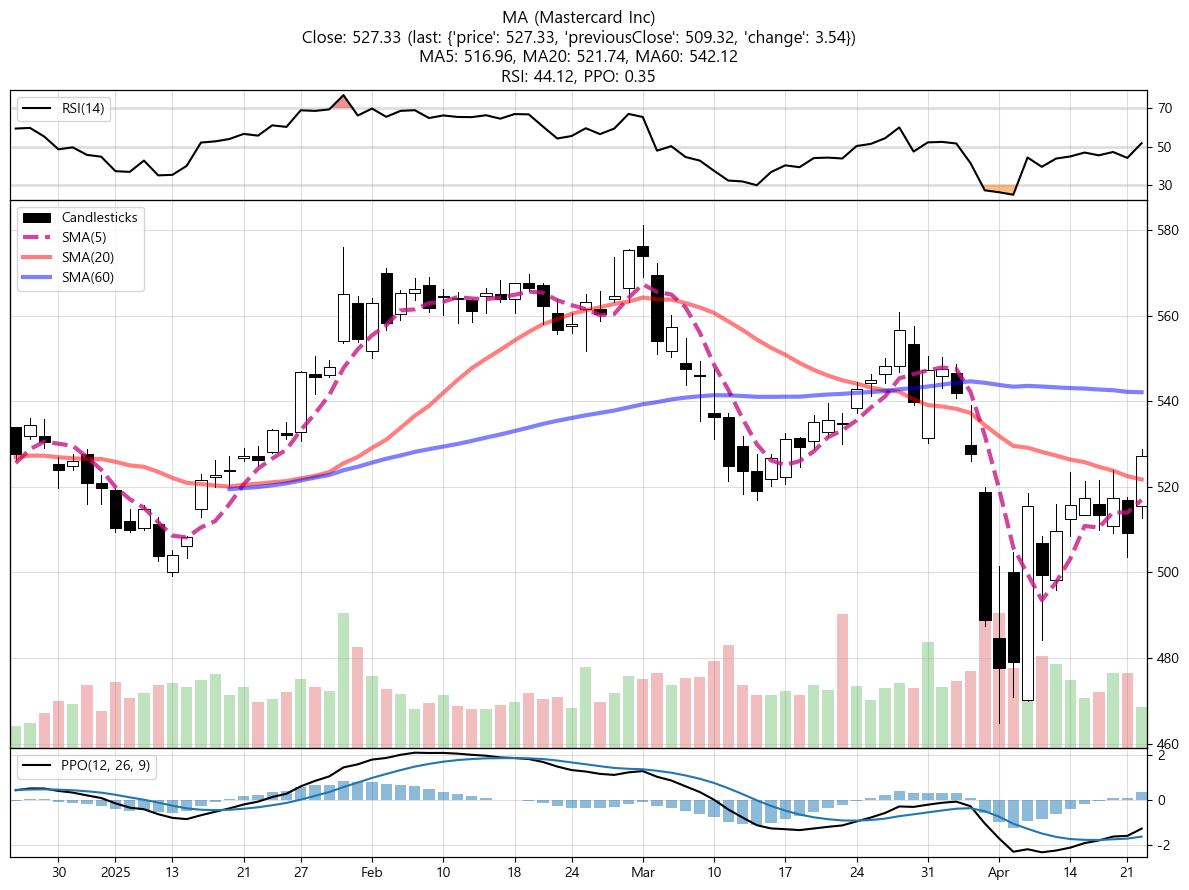 MA (Mastercard Inc)
Close: 527.33 (last: {'price': 527.33, 'previousClose': 509.32, 'change': 3.54})
MA5: 516.96, MA20: 521.74, MA60: 542.12
RSI: 44.12, PPO: 0.35
RSI(14)
70
50
30
Candlesticks
SMA(5)
SMA(20)
SMA(60)
580
560
540
520
500
480
460
PPO(12, 26, 9)
2
0
-2
30 2025 13 21 27 Feb 10 18 24 Mar 10 17 24 31 Apr 14 21